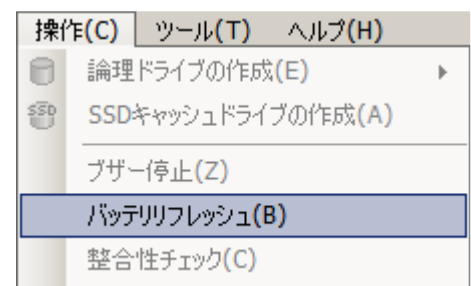 操作(C) ツール(T) ヘルプ(H)
論理ドライブの作成(E)
SSD SSDキャッシュドライブの作成(A)
ブザー停止(Z)
バッテリリフレッシュ(B)
整合性チェック(C)